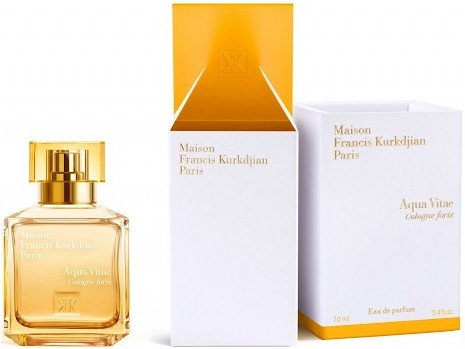 Maison
Francis Kurkdjian
Paris
Aqua Vitae
Cologne forte
Maison
Francis Kurkdjian
Paris
Maison
Francis Kurkdjian
Paris
Aqua Vitae
Cologne forte
Eau de parfum
70 ml
2.4 fl.oz.